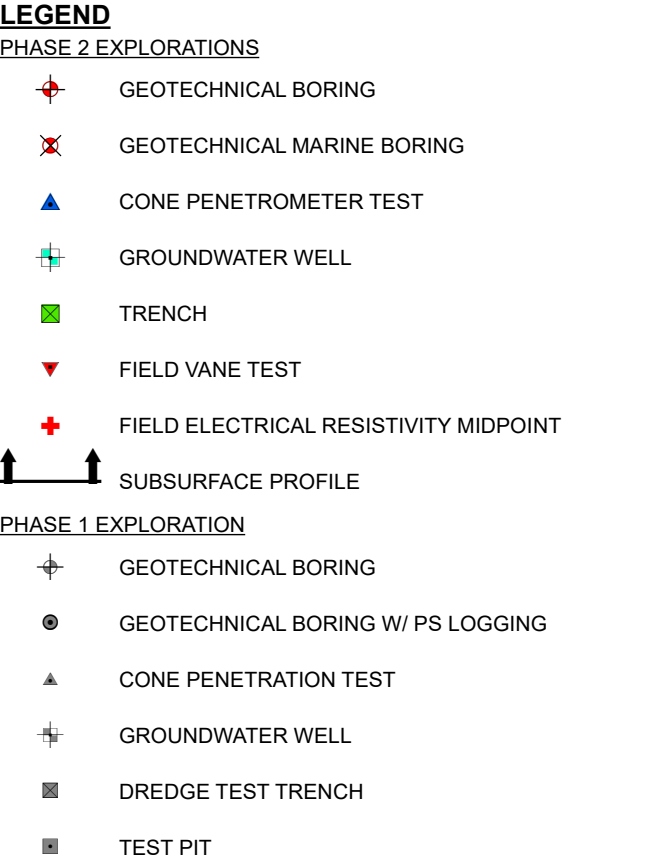 LEGEND
PHASE 2 EXPLORATIONS
GEOTECHNICAL BORING
GEOTECHNICAL MARINE BORING
CONE PENETROMETER TEST
GROUNDWATER WELL
TRENCH
FIELD VANE TEST
FIELD ELECTRICAL RESISTIVITY MIDPOINT
SUBSURFACE PROFILE
PHASE 1 EXPLORATION
GEOTECHNICAL BORING
GEOTECHNICAL BORING W/ PS LOGGING
CONE PENETRATION TEST
GROUNDWATER WELL
DREDGE TEST TRENCH
TEST PIT